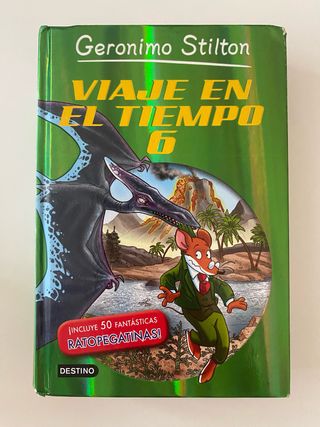 Geronimo Stilton
VIAJE EN
EL TIEMPO
6
¡INCLUYE 50 FANTÁSTICAS
RATOPEGATINAS!
DESTINO